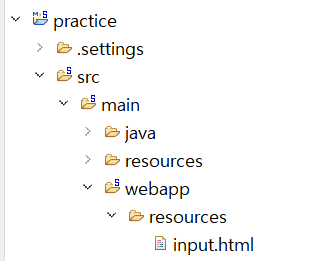 practice
.settings
src
main
java
resources
webapp
resources
input.html